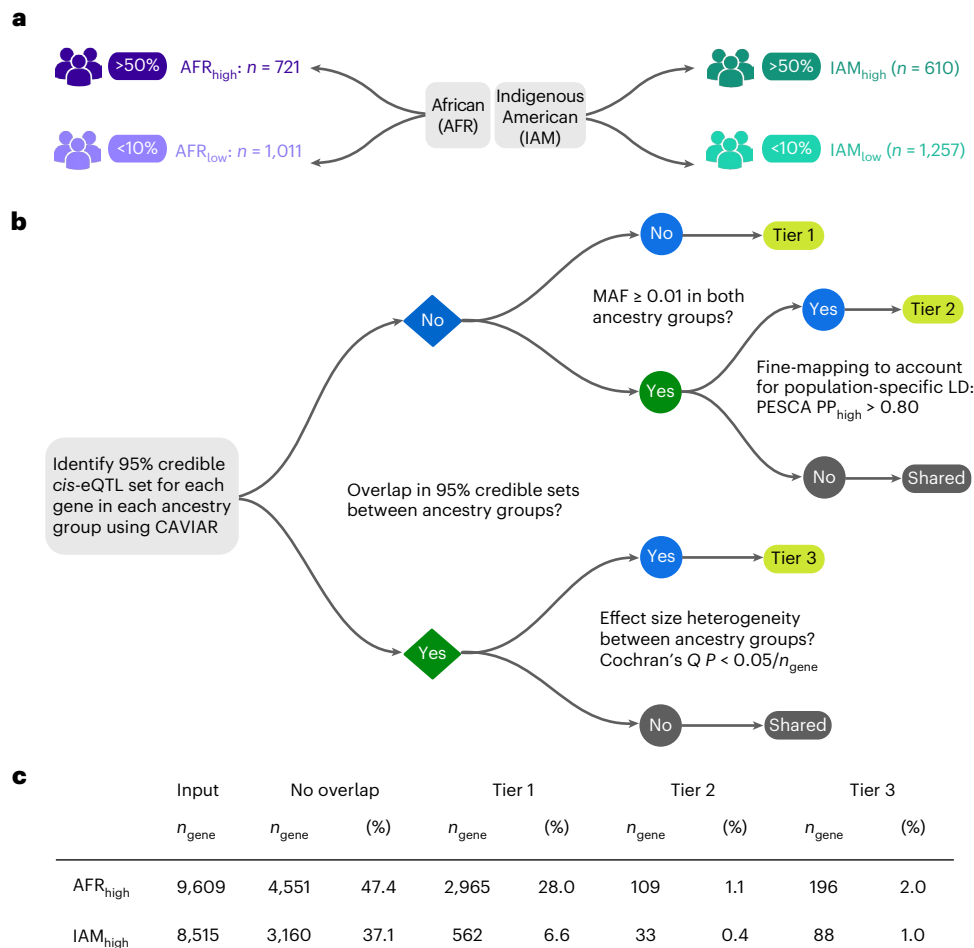 a
>50% AFRhigh: n = 721
<10% AFRlow: n = 1,011
African
(AFR)
Indigenous
American
(IAM)
>50% IAMhigh (n = 610)
<10% IAMlow (n = 1,257)
b
No
Tier 1
MAF ≥ 0.01 in both
ancestry groups?
No
Yes
Tier 2
Fine-mapping to account
for population-specific LD:
PESCA PPhigh > 0.80
Yes
No
Shared
Identify 95% credible
cis-eQTL set for each
gene in each ancestry
group using CAVIAR
Overlap in 95% credible sets
between ancestry groups?
Yes
Tier 3
Effect size heterogeneity
between ancestry groups?
Cochran's Q P < 0.05/ngene
Yes
No
Shared
c
Input No overlap Tier 1 Tier 2 Tier 3
ngene ngene (%) ngene (%) ngene (%) ngene (%)
AFRhigh 9,609 4,551 47.4 2,965 28.0 109 1.1 196 2.0
IAMhigh 8,515 3,160 37.1 562 6.6 33 0.4 88 1.0